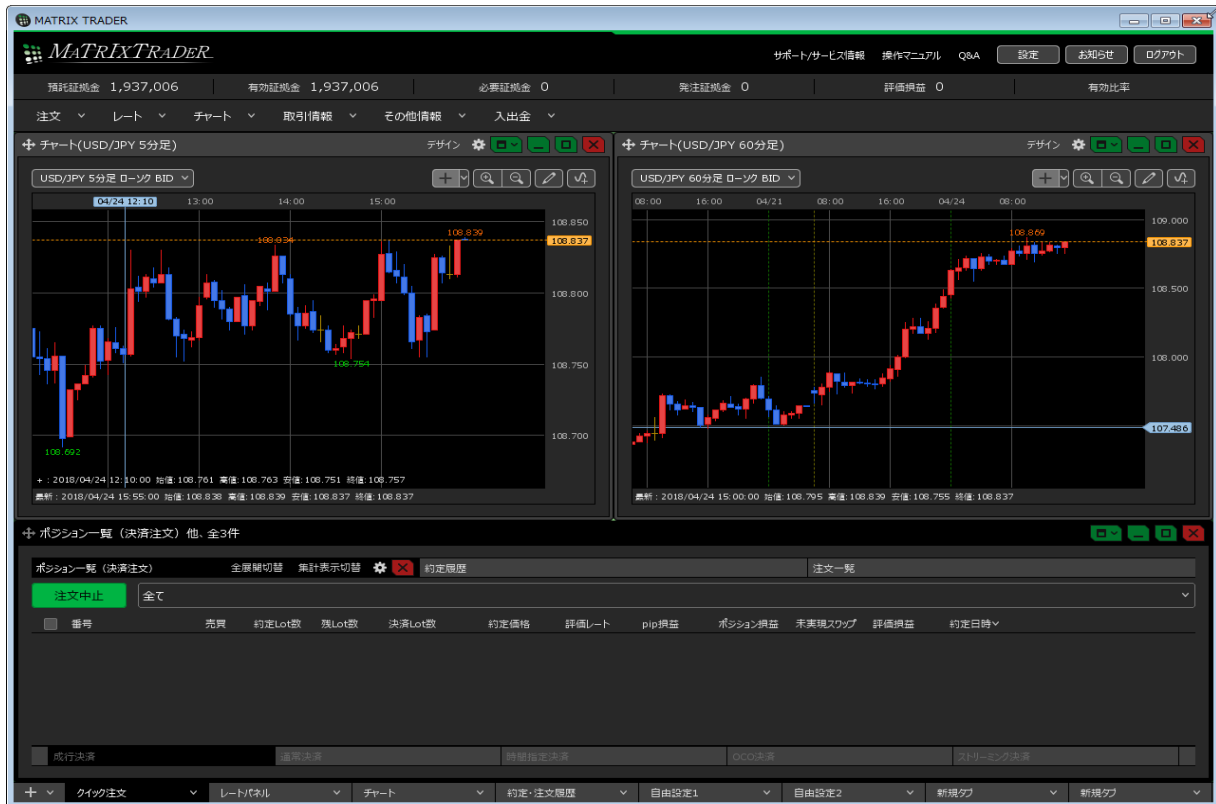 MATRIX TRADER
MATRIXTRADER
サポート/サービス情報 操作マニュアル Q&A 設定 お知らせ ログアウト
預託証拠金 1,937,006 有効証拠金 1,937,006 必要証拠金 0 発注証拠金 0 評価損益 0 有効比率
注文 レート チャート 取引情報 その他情報 入出金
チャート(USD/JPY 5分足) デザイン
USD/JPY 5分足 ローソク BID
04/24 12:10 13:00 14:00 15:00
108.850
108.839
108.834
108.837
108.800
108.754
108.750
108.700
108.692
+ : 2018/04/24 12:10:00 始値:108.761 高値:108.763 安値:108.751 終値:108.757
最新 : 2018/04/24 15:55:00 始値:108.838 高値:108.839 安値:108.837 終値:108.837
チャート(USD/JPY 60分足) デザイン
USD/JPY 60分足 ローソク BID
08:00 16:00 04/21 08:00 16:00 04/24 08:00
109.000
108.869
108.837
108.500
108.000
107.486
最新 : 2018/04/24 15:00:00 始値:108.795 高値:108.839 安値:108.755 終値:108.837
ポジション一覧（決済注文）他、全3件
ポジション一覧（決済注文） 全展開切替 集計表示切替 約定履歴 注文一覧
注文中止 全て
番号 売買 約定Lot数 残Lot数 決済Lot数 約定価格 評価レート pip損益 ポジション損益 未実現スワップ 評価損益 約定日時
成行決済 通常決済 時間指定決済 OCO決済 ストリーミング決済
クイック注文 レートパネル チャート 約定・注文履歴 自由設定1 自由設定2 新規タブ 新規タブ